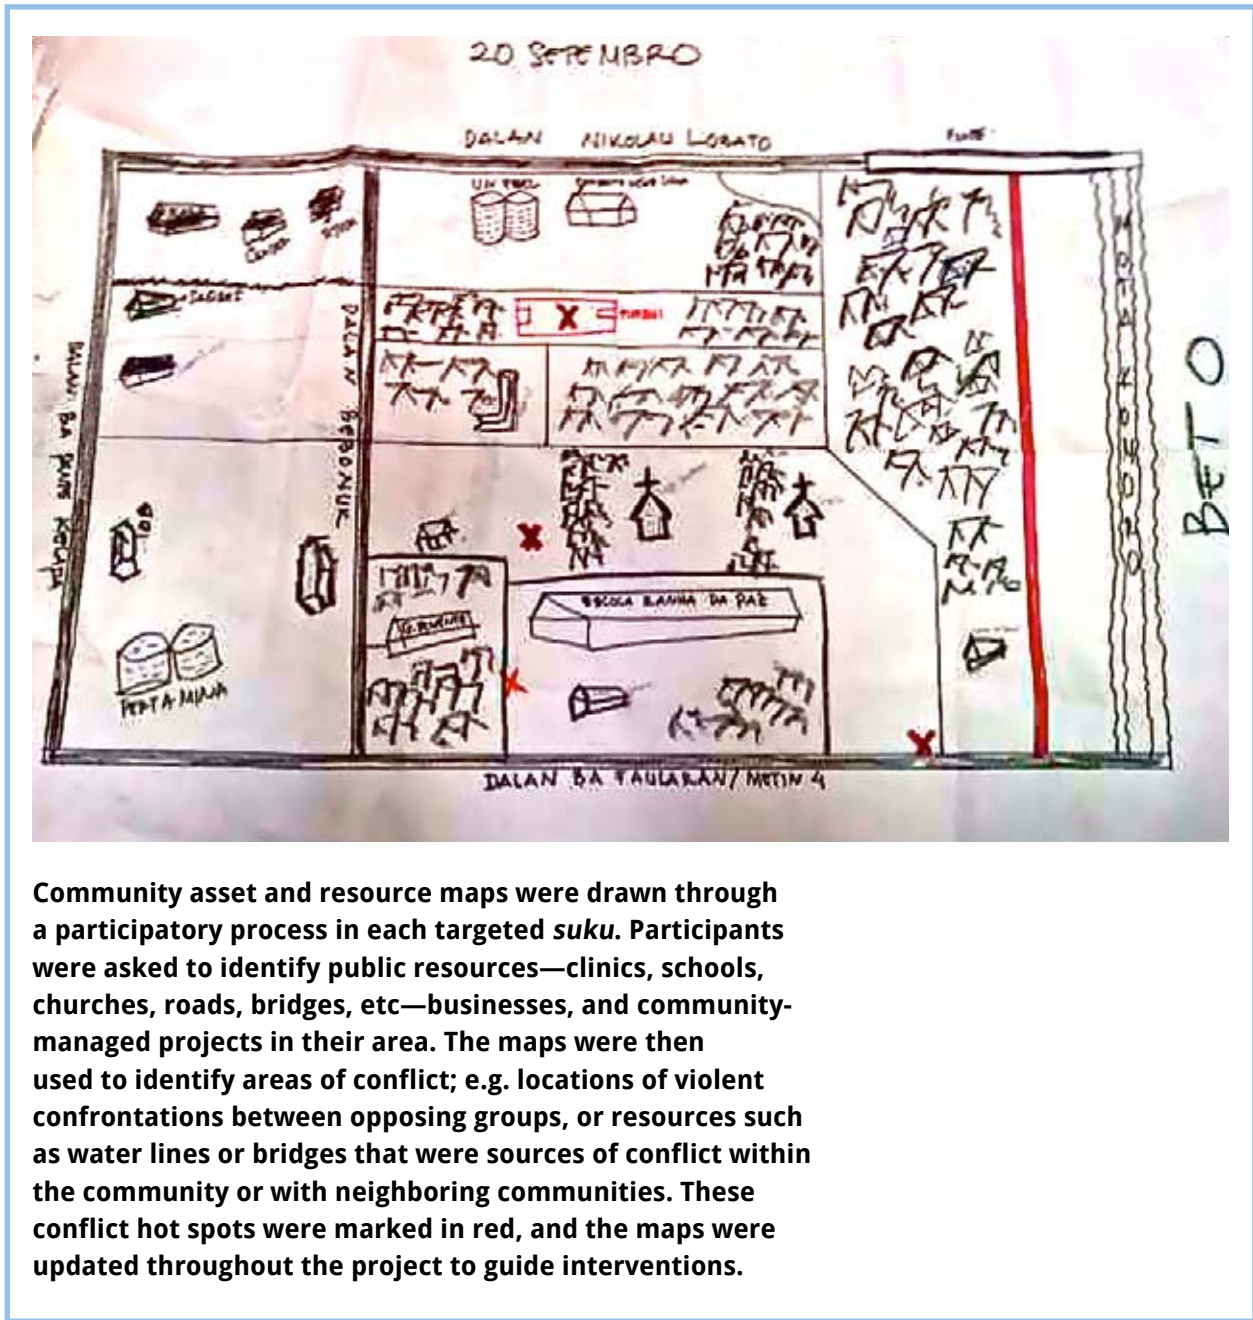 20 SETEMBRO
DALAN NIKOLAU LOBATO
DALAN BEBONUK
BETO
ESCOLA RAINHA DA PAZ
PERTAMINA
DALAN BA FAULARAN/METIN 4
Community asset and resource maps were drawn through
a participatory process in each targeted suku. Participants
were asked to identify public resources—clinics, schools,
churches, roads, bridges, etc—businesses, and community-
managed projects in their area. The maps were then
used to identify areas of conflict; e.g. locations of violent
confrontations between opposing groups, or resources such
as water lines or bridges that were sources of conflict within
the community or with neighboring communities. These
conflict hot spots were marked in red, and the maps were
updated throughout the project to guide interventions.